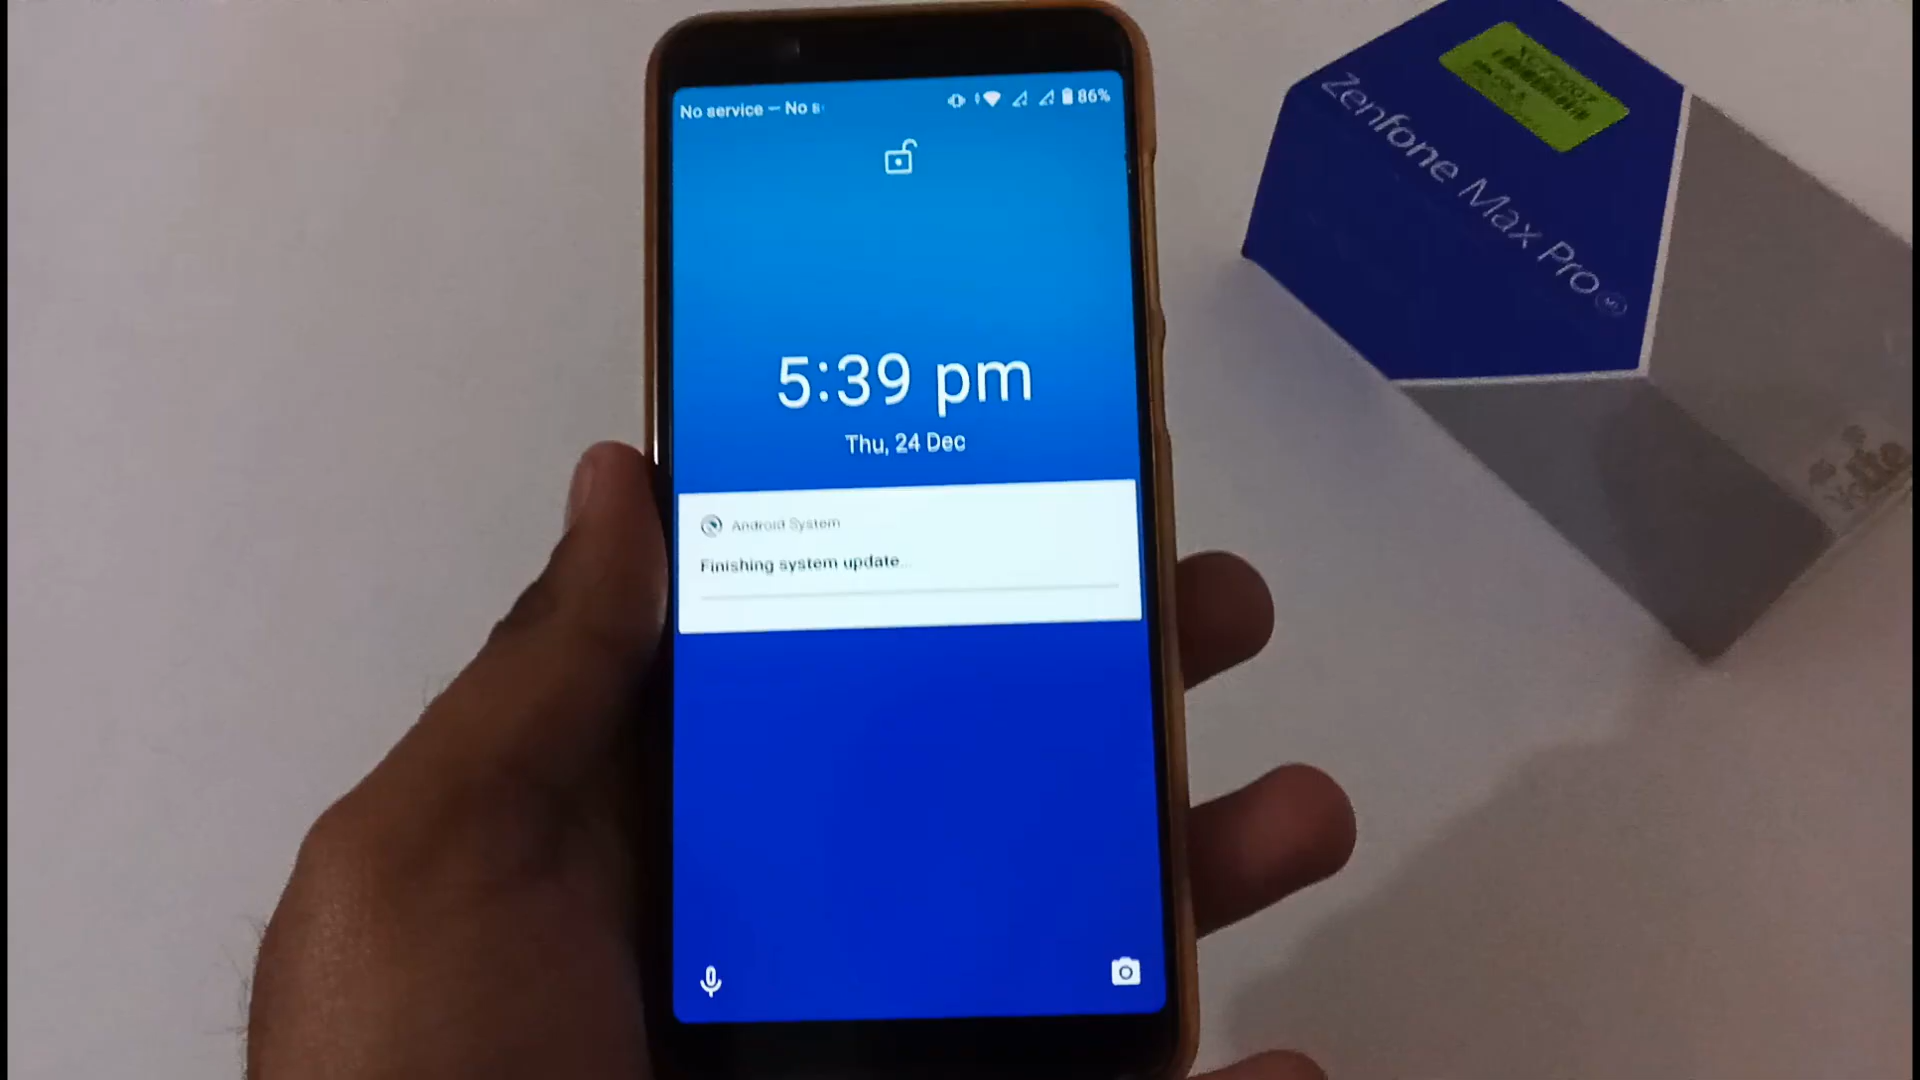 No service — No s
86%
5:39 pm
Thu, 24 Dec
Android System
Finishing system update...
Zenfone Max Pro